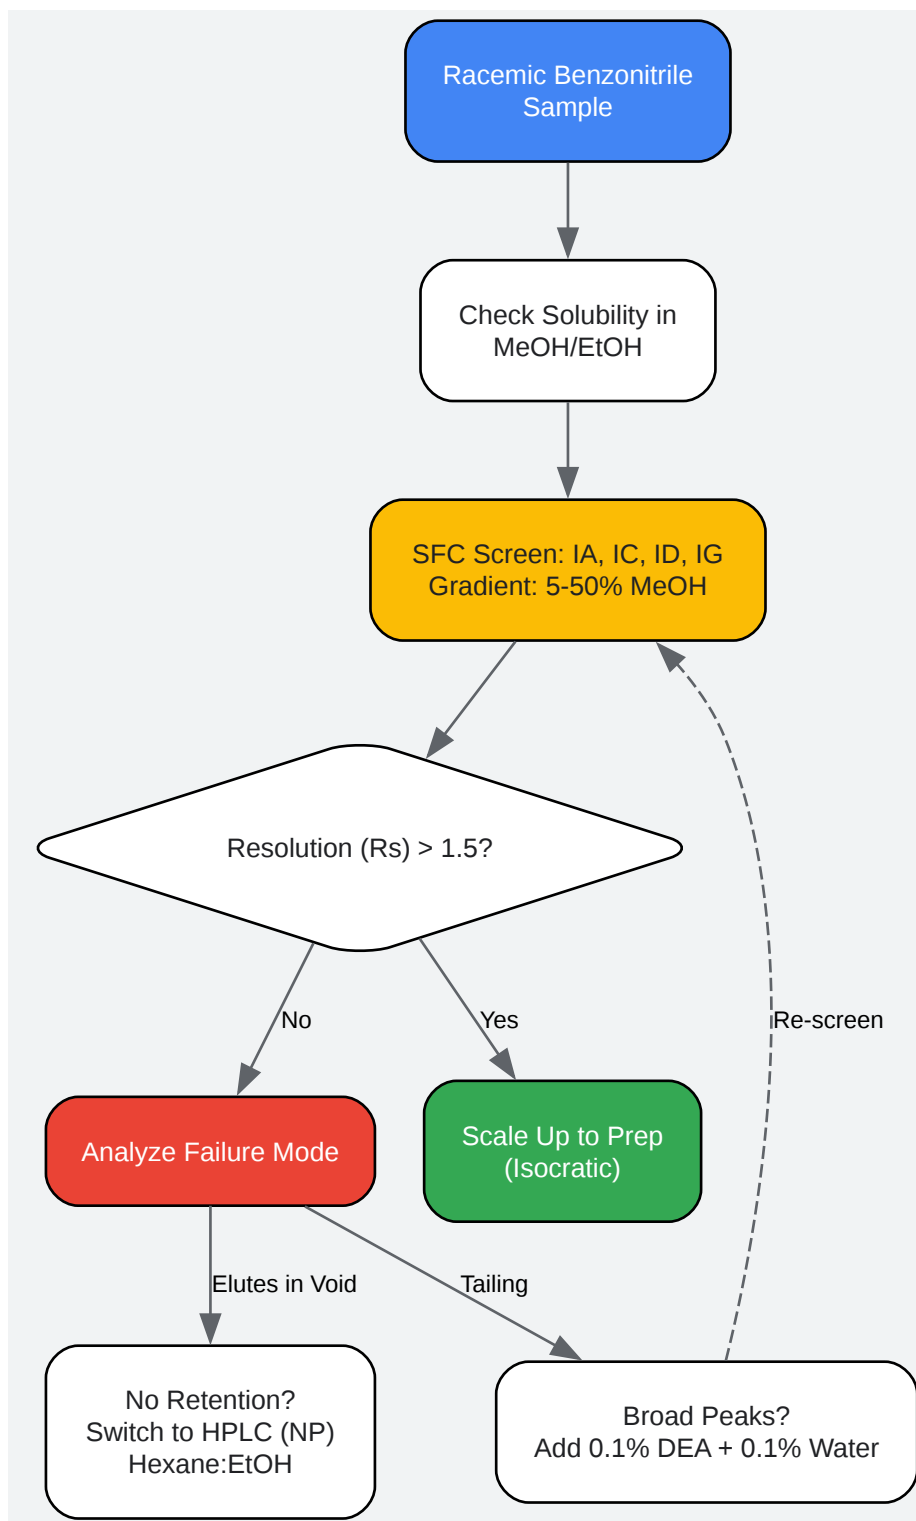 Racemic Benzonitrile
Sample
Check Solubility in
MeOH/EtOH
SFC Screen: IA, IC, ID, IG
Gradient: 5-50% MeOH
Resolution (Rs) > 1.5?
No
Yes
Re-screen
Analyze Failure Mode
Scale Up to Prep
(Isocratic)
Elutes in Void
Tailing
No Retention?
Switch to HPLC (NP)
Hexane:EtOH
Broad Peaks?
Add 0.1% DEA + 0.1% Water